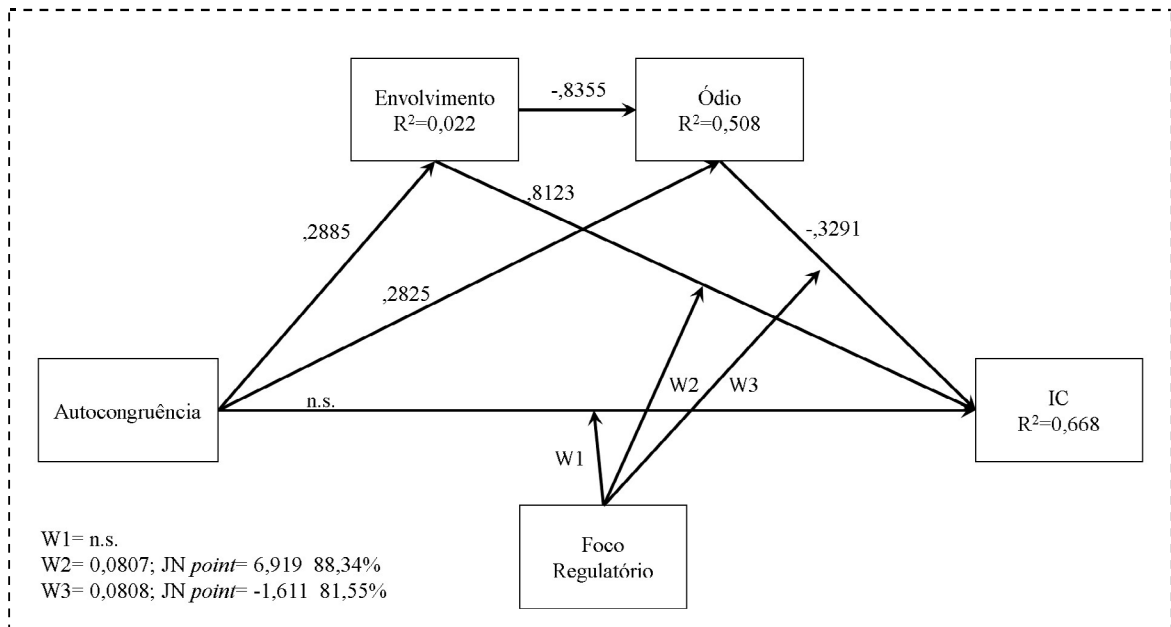 Envolvimento
R²=0,022
-,8355
Ódio
R²=0,508
,8123
,2885
-,3291
,2825
Autocongruência
n.s.
W2
W3
IC
R²=0,668
W1
Foco
Regulatório
W1= n.s.
W2= 0,0807; JN point= 6,919 88,34%
W3= 0,0808; JN point= -1,611 81,55%